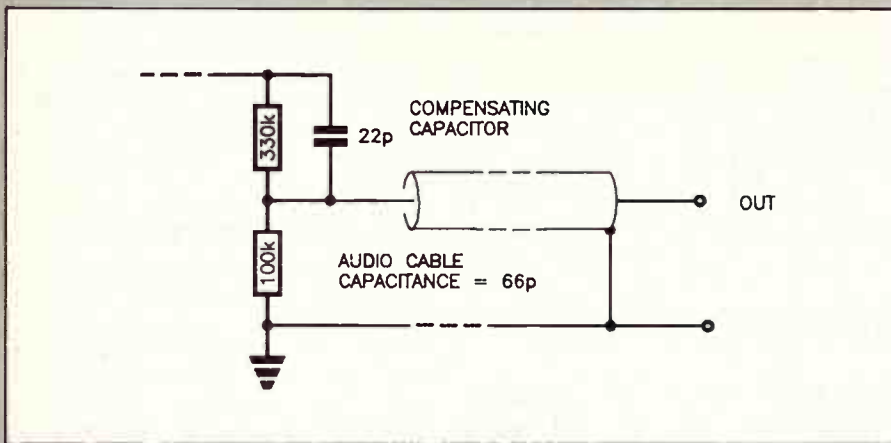 330k
22p
COMPENSATING
CAPACITOR
OUT
100k
AUDIO CABLE
CAPACITANCE = 66p